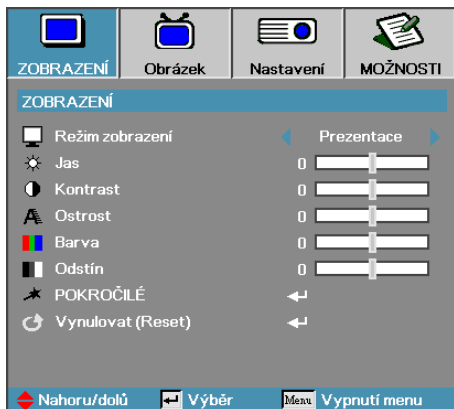 ZOBRAZENÍ Obrázek Nastavení MOŽNOSTI
ZOBRAZENÍ
Režim zobrazení Prezentace
Jas 0
Kontrast 0
Ostrost 0
Barva 0
Odstín 0
POKROČILÉ
Vynulovat (Reset)
Nahoru/dolů Výběr Menu Vypnutí menu